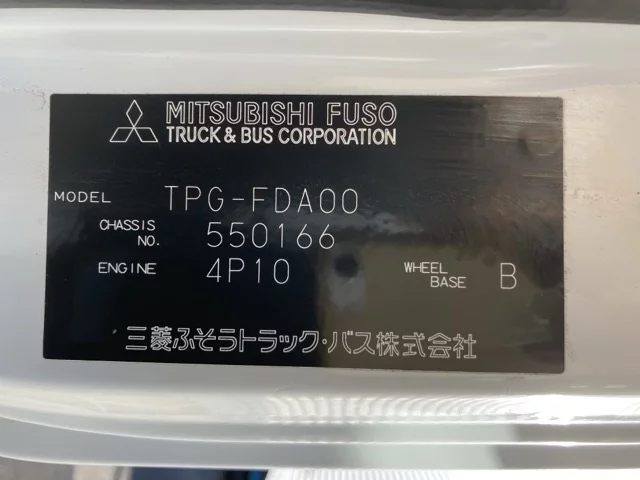 MITSUBISHI FUSO
TRUCK & BUS CORPORATION
MODEL TPG-FDA00
CHASSIS NO. 550166
ENGINE 4P10 WHEEL BASE B
三菱ふそうトラック・バス株式会社